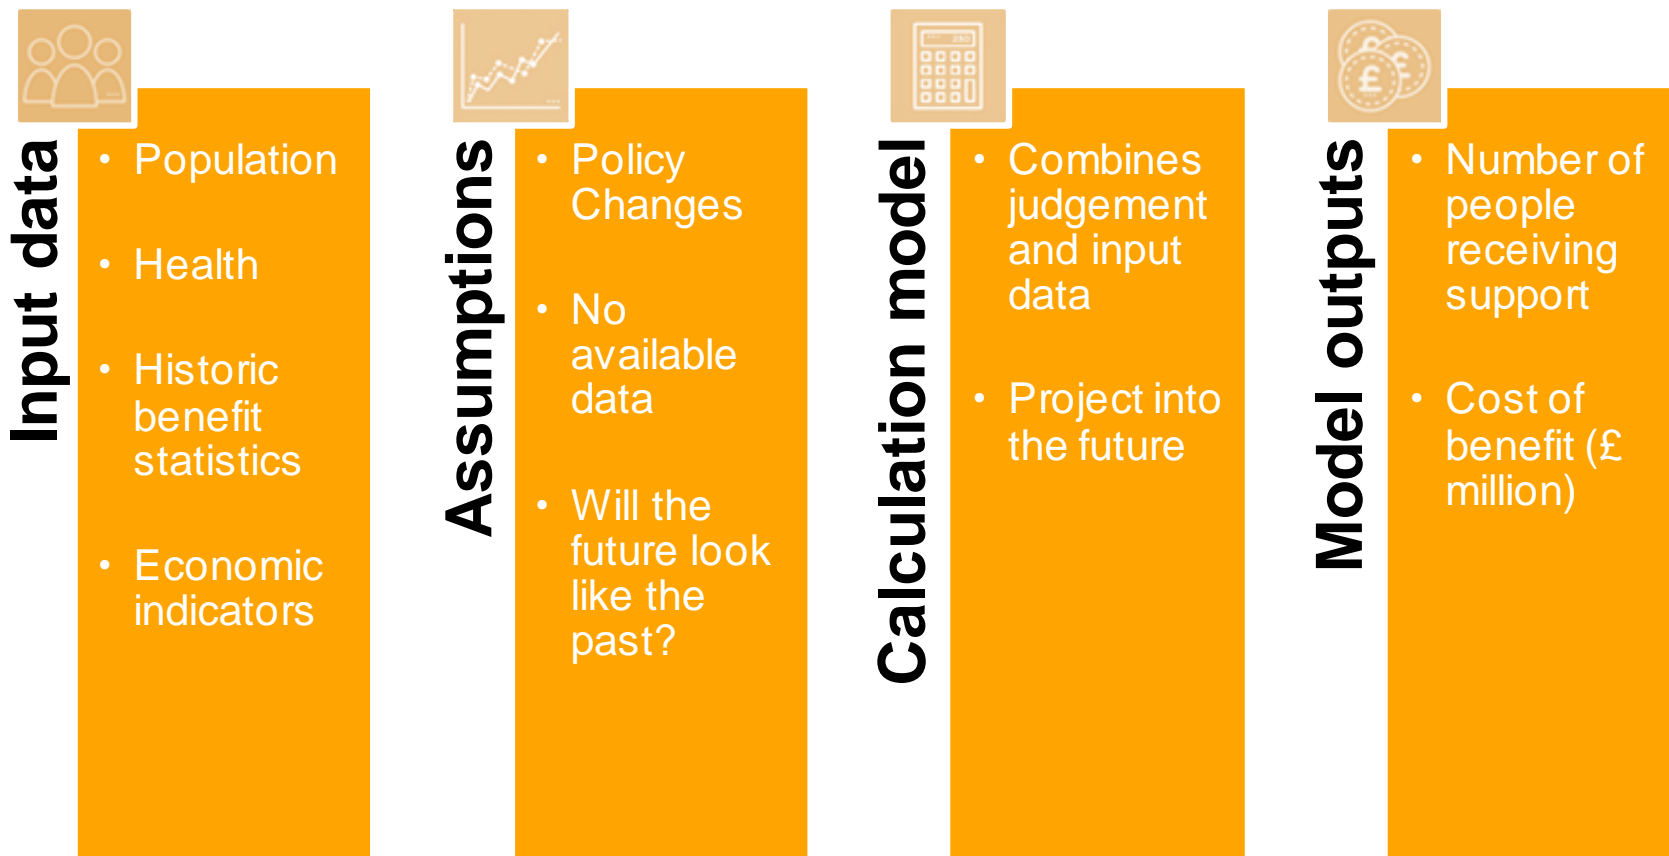 Input data
• Population
• Health
• Historic
benefit
statistics
• Economic
indicators
Assumptions
• Policy
Changes
• No
available
data
• Will the
future look
like the
past?
Calculation model
• Combines
judgement
and input
data
• Project into
the future
Model outputs
• Number of
people
receiving
support
• Cost of
benefit (£
million)